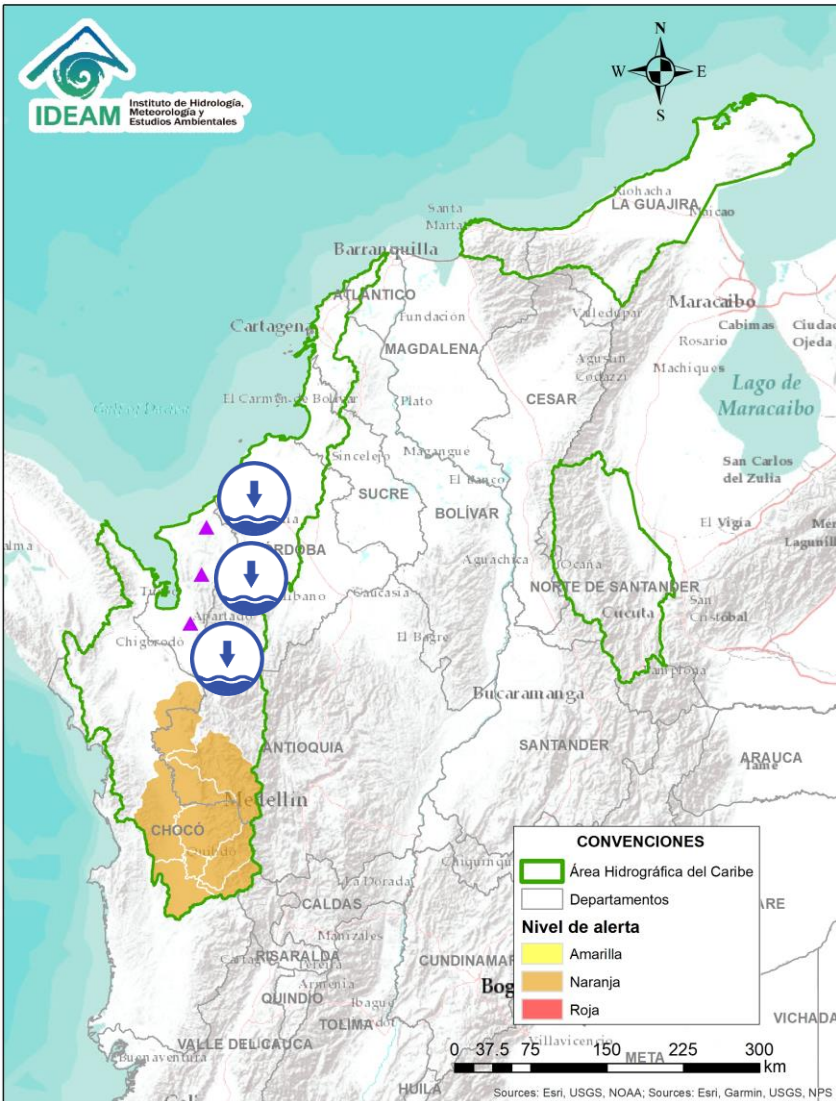 IDEAM
Instituto de Hidrología,
Meteorología y
Estudios Ambientales
N
W
E
S
Riohacha
LA GUAJIRA
Maicao
Santa
Marta
Barranquilla
ATLÁNTICO
Fundación
Maracaibo
Cabimas
Ciudad
Ojeda
Valledupar
Rosario
Cartagena
MAGDALENA
Machiques
Agustín
Codazzi
Lago de
Maracaibo
El Carmen de Bolívar
Plato
CESAR
Sincelejo
Magangué
San Carlos
del Zulia
El Banco
SUCRE
BOLÍVAR
El Vigía
Aguachica
Ocaña
NORTE DE SANTANDER
Caucasia
Cúcuta
San
Cristóbal
Apartadó
El Bagre
Chigorodó
Pamplona
Bucaramanga
ANTIOQUIA
SANTANDER
ARAUCA
Tame
Medellín
CHOCÓ
Quibdó
La Dorada
CALDAS
Manizales
RISARALDA
Pereira
CUNDINAMAR
Armenia
QUINDÍO
Ibagué
Bog
TOLIMA
VICHADA
VALLE DEL CAUCA
Villavicencio
Buenaventura
META
HUILA
CONVENCIONES
Área Hidrográfica del Caribe
Departamentos
Nivel de alerta
Amarilla
Naranja
Roja
0 37.5 75 150 225 300
km
Sources: Esri, USGS, NOAA; Sources: Esri, Garmin, USGS, NPS